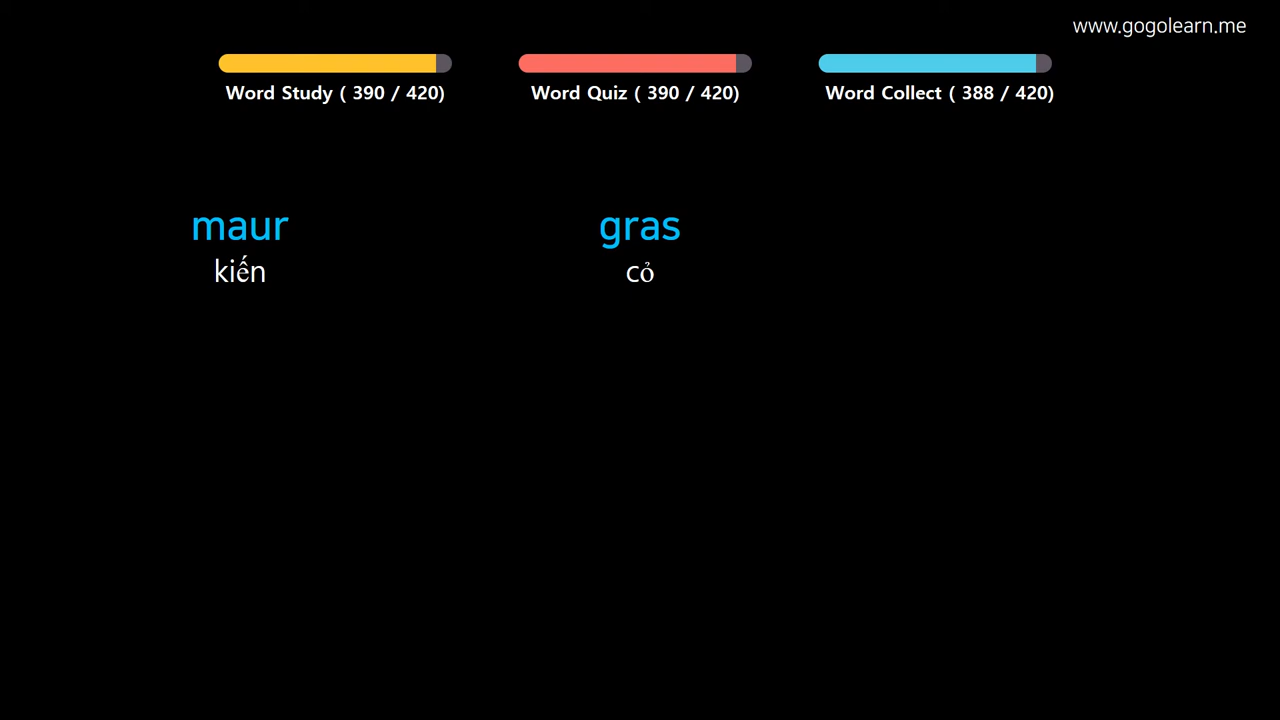 www.gogolearn.me
Word Study ( 390 / 420)
Word Quiz ( 390 / 420)
Word Collect ( 388 / 420)
maur
kiến
gras
cỏ